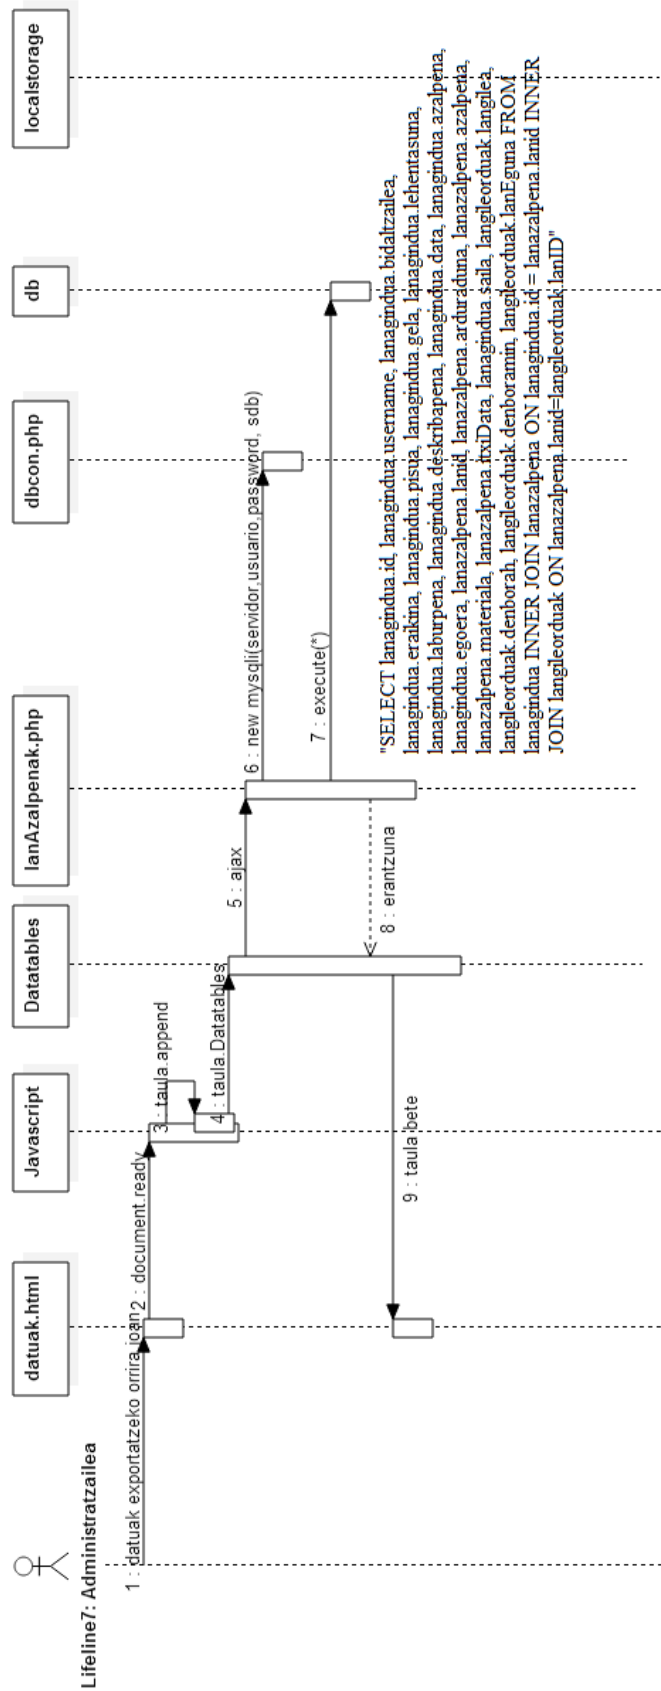 Lifeline7: Administratzailea
datuak.html
Javascript
Datatables
lanAzalpenak.php
dbcon.php
db
localstorage
1 : datuak exportatzeko orrira joan
2 : document.ready
3 : taula.append
4 : taula.Datatables
5 : ajax
6 : new mysqli(servidor,usuario,password, sdb)
7 : execute(*)
8 : erantzuna
9 : taula bete
"SELECT lanagindua.id, lanagindua.username, lanagindua.bidaltzailea,
lanagindua.eraikina, lanagindua.pisua, lanagindua.gela, lanagindua.lehentasuna,
lanagindua.laburpena, lanagindua.deskribapena, lanagindua.data, lanagindua.azalpena,
lanagindua.egoera, lanazalpena.lanid, lanazalpena.arduraduna, lanazalpena.azalpena,
lanazalpena.materiala, lanazalpena.itxiData, lanagindua.saila, langileorduak.langilea,
langileorduak.denborah, langileorduak.denboramin, langileorduak.lanEguna FROM
lanagindua INNER JOIN lanazalpena ON lanagindua.id = lanazalpena.lanid INNER
JOIN langileorduak ON lanazalpena.lanid=langileorduak.lanID"